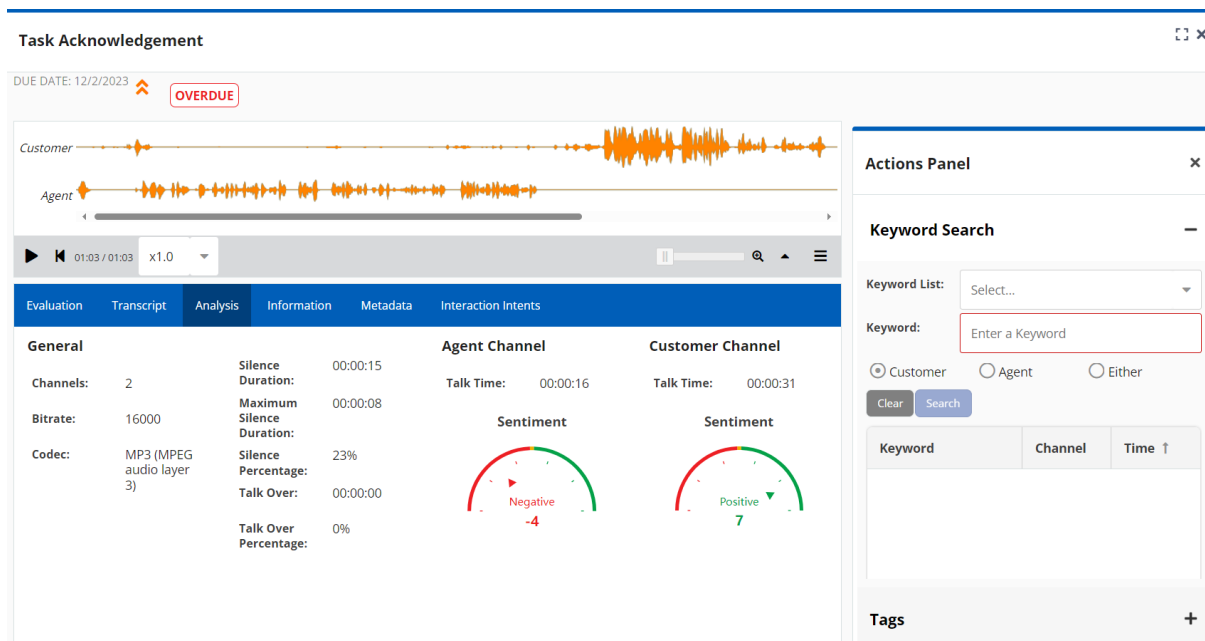 Task Acknowledgement
DUE DATE: 12/2/2023
OVERDUE
Customer
Agent
01:03 / 01:03
x1.0
Evaluation
Transcript
Analysis
Information
Metadata
Interaction Intents
General
Channels: 2
Bitrate: 16000
Codec: MP3 (MPEG
audio layer
3)
Silence 00:00:15
Duration:
Maximum 00:00:08
Silence
Duration:
Silence 23%
Percentage:
Talk Over: 00:00:00
Talk Over 0%
Percentage:
Agent Channel
Talk Time: 00:00:16
Sentiment
Negative
-4
Customer Channel
Talk Time: 00:00:31
Sentiment
Positive
7
Actions Panel
Keyword Search
Keyword List: Select...
Keyword: Enter a Keyword
Customer Agent Either
Clear Search
Keyword Channel Time
Tags